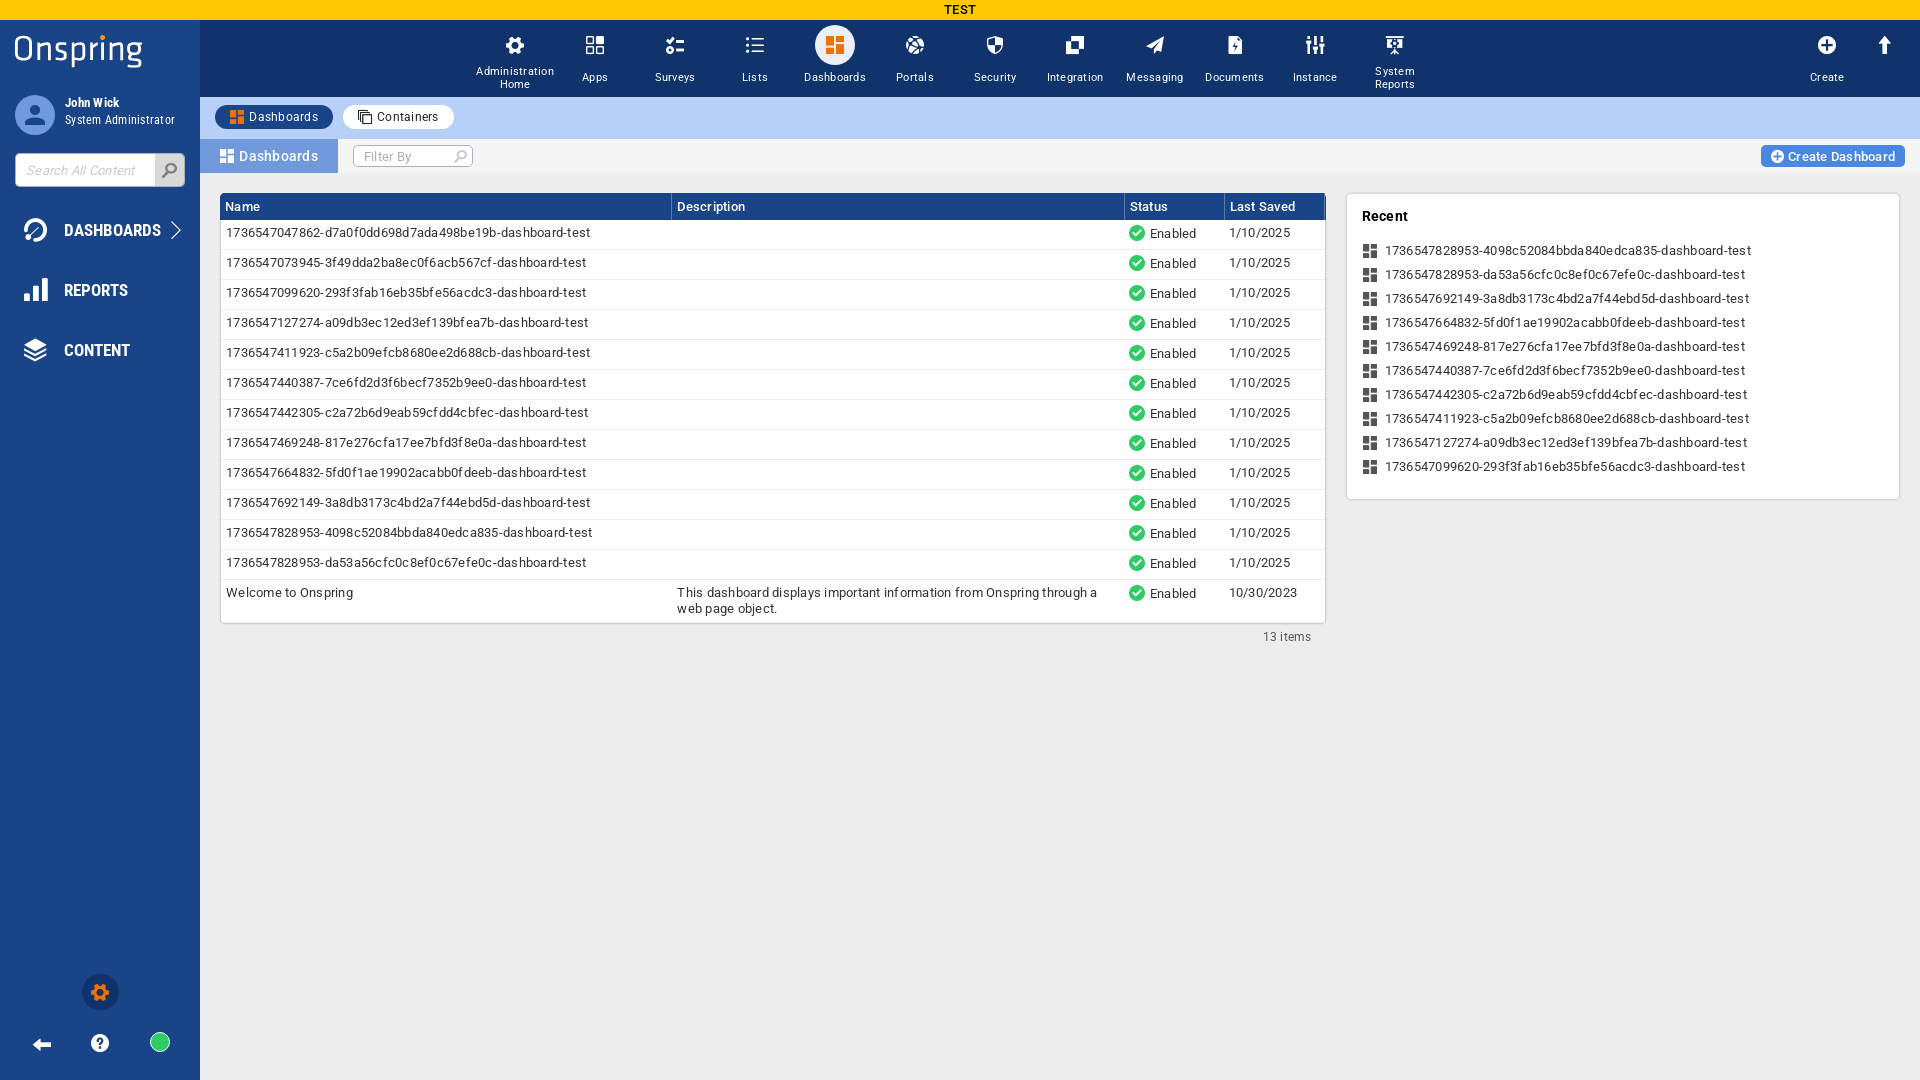 TEST
Onspring
John Wick
System Administrator
Search All Content
DASHBOARDS
REPORTS
CONTENT
Administration Home
Apps
Surveys
Lists
Dashboards
Portals
Security
Integration
Messaging
Documents
Instance
System Reports
Create
Dashboards
Containers
Dashboards
Filter By
Create Dashboard
Name Description Status Last Saved
1736547047862-d7a0f0dd698d7ada498be19b-dashboard-test Enabled 1/10/2025
1736547073945-3f49dda2ba8ec0f6acb567cf-dashboard-test Enabled 1/10/2025
1736547099620-293f3fab16eb35bfe56acdc3-dashboard-test Enabled 1/10/2025
1736547127274-a09db3ec12ed3ef139bfea7b-dashboard-test Enabled 1/10/2025
1736547411923-c5a2b09efcb8680ee2d688cb-dashboard-test Enabled 1/10/2025
1736547440387-7ce6fd2d3f6becf7352b9ee0-dashboard-test Enabled 1/10/2025
1736547442305-c2a72b6d9eab59cfdd4cbfec-dashboard-test Enabled 1/10/2025
1736547469248-817e276cfa17ee7bfd3f8e0a-dashboard-test Enabled 1/10/2025
1736547664832-5fd0f1ae19902acabb0fdeeb-dashboard-test Enabled 1/10/2025
1736547692149-3a8db3173c4bd2a7f44ebd5d-dashboard-test Enabled 1/10/2025
1736547828953-4098c52084bbda840edca835-dashboard-test Enabled 1/10/2025
1736547828953-da53a56cfc0c8ef0c67efe0c-dashboard-test Enabled 1/10/2025
Welcome to Onspring This dashboard displays important information from Onspring through a Enabled 10/30/2023
web page object.
13 items
Recent
1736547828953-4098c52084bbda840edca835-dashboard-test
1736547828953-da53a56cfc0c8ef0c67efe0c-dashboard-test
1736547692149-3a8db3173c4bd2a7f44ebd5d-dashboard-test
1736547664832-5fd0f1ae19902acabb0fdeeb-dashboard-test
1736547469248-817e276cfa17ee7bfd3f8e0a-dashboard-test
1736547440387-7ce6fd2d3f6becf7352b9ee0-dashboard-test
1736547442305-c2a72b6d9eab59cfdd4cbfec-dashboard-test
1736547411923-c5a2b09efcb8680ee2d688cb-dashboard-test
1736547127274-a09db3ec12ed3ef139bfea7b-dashboard-test
1736547099620-293f3fab16eb35bfe56acdc3-dashboard-test